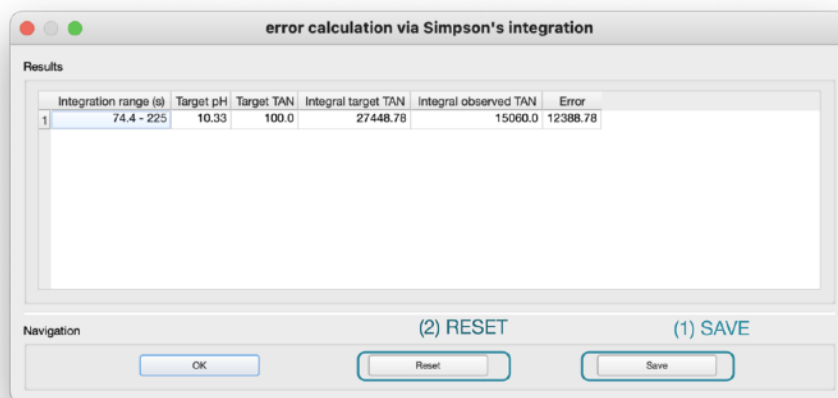 error calculation via Simpson's integration
Results
Integration range (s) Target pH Target TAN Integral target TAN Integral observed TAN Error
1 74.4 - 225 10.33 100.0 27448.78 15060.0 12388.78
Navigation
(2) RESET (1) SAVE
OK Reset Save